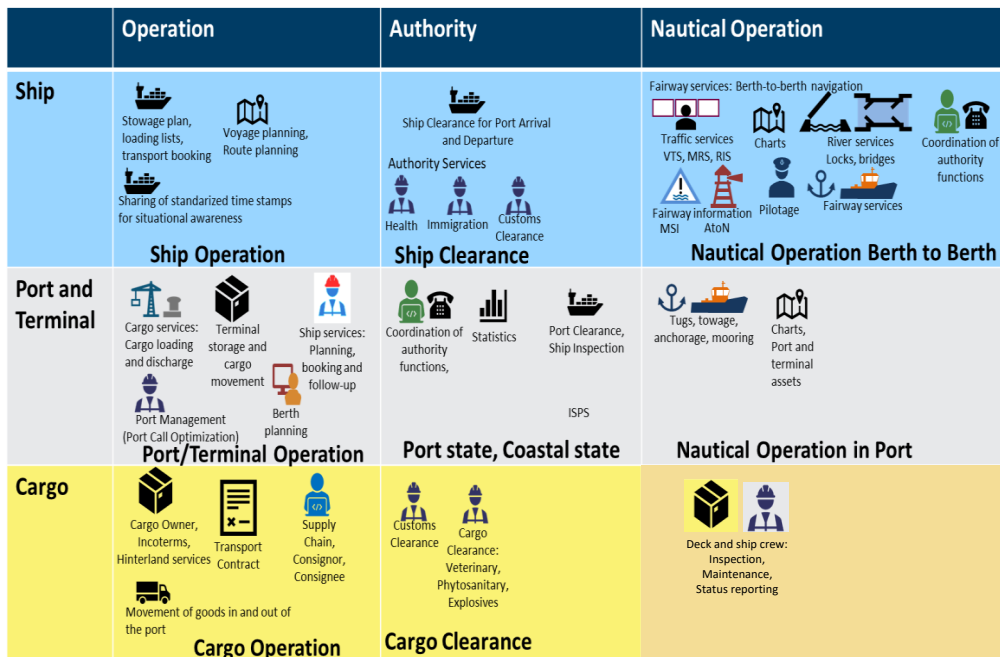 Operation
Authority
Nautical Operation
Ship
Stowage plan,
loading lists,
transport booking
Voyage planning,
Route planning
Sharing of standarized time stamps
for situational awareness
Ship Operation
Ship Clearance for Port Arrival
and Departure
Authority Services
Health
Immigration
Customs
Clearance
Ship Clearance
Fairway services: Berth-to-berth navigation
Traffic services
VTS, MRS, RIS
Charts
River services
Locks, bridges
Coordination of
authority
functions
Fairway information
MSI
AtoN
Pilotage
Fairway services
Nautical Operation Berth to Berth
Port and
Terminal
Cargo services:
Cargo loading
and discharge
Terminal
storage and
cargo
movement
Ship services:
Planning,
booking and
follow-up
Port Management
(Port Call Optimization)
Berth
planning
Port/Terminal Operation
Coordination of
authority
functions,
Statistics
Port Clearance,
Ship Inspection
ISPS
Port state, Coastal state
Tugs, towage,
anchorage, mooring
Charts,
Port and
terminal
assets
Nautical Operation in Port
Cargo
Cargo Owner,
Incoterms,
Hinterland services
Transport
Contract
Supply
Chain,
Consignor,
Consignee
Movement of goods in and out of
the port
Cargo Operation
Customs
Clearance
Cargo
Clearance:
Veterinary,
Phytosanitary,
Explosives
Cargo Clearance
Deck and ship crew:
Inspection,
Maintenance,
Status reporting